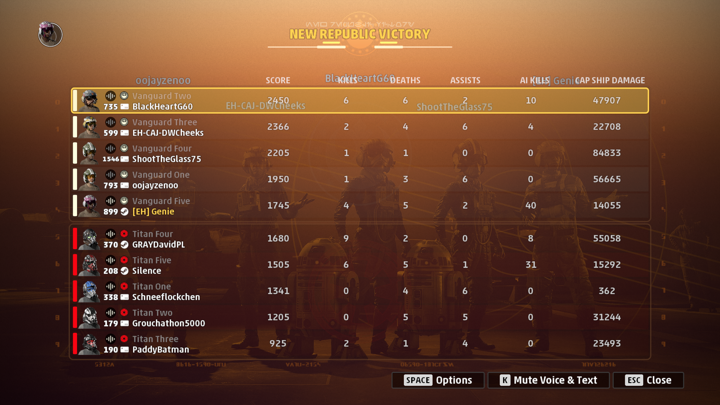 NEW REPUBLIC VICTORY
oojayzenoo
BlackHeartG60
[EH] Genie
SCORE KILLS DEATHS ASSISTS AI KILLS CAP SHIP DAMAGE
EH-CAJ-DWCheeks
ShootTheGlass75
Vanguard Two
735 BlackHeartG60 2450 6 6 2 10 47907
Vanguard Three
599 EH-CAJ-DWCheeks 2366 2 4 6 4 22708
Vanguard Four
1546 ShootTheGlass75 2205 1 1 0 0 84833
Vanguard One
793 oojayzenoo 1950 1 3 6 0 56665
Vanguard Five
899 [EH] Genie 1745 4 5 2 40 14055
Titan Four
370 GRAYDavidPL 1680 9 2 0 8 55058
Titan Five
208 Silence 1505 6 5 1 31 15292
Titan One
338 Schneeflockchen 1341 0 4 6 0 362
Titan Two
179 Grouchathon5000 1205 0 5 5 0 31244
Titan Three
190 PaddyBatman 925 2 1 4 0 23493
SPACE Options K Mute Voice & Text ESC Close